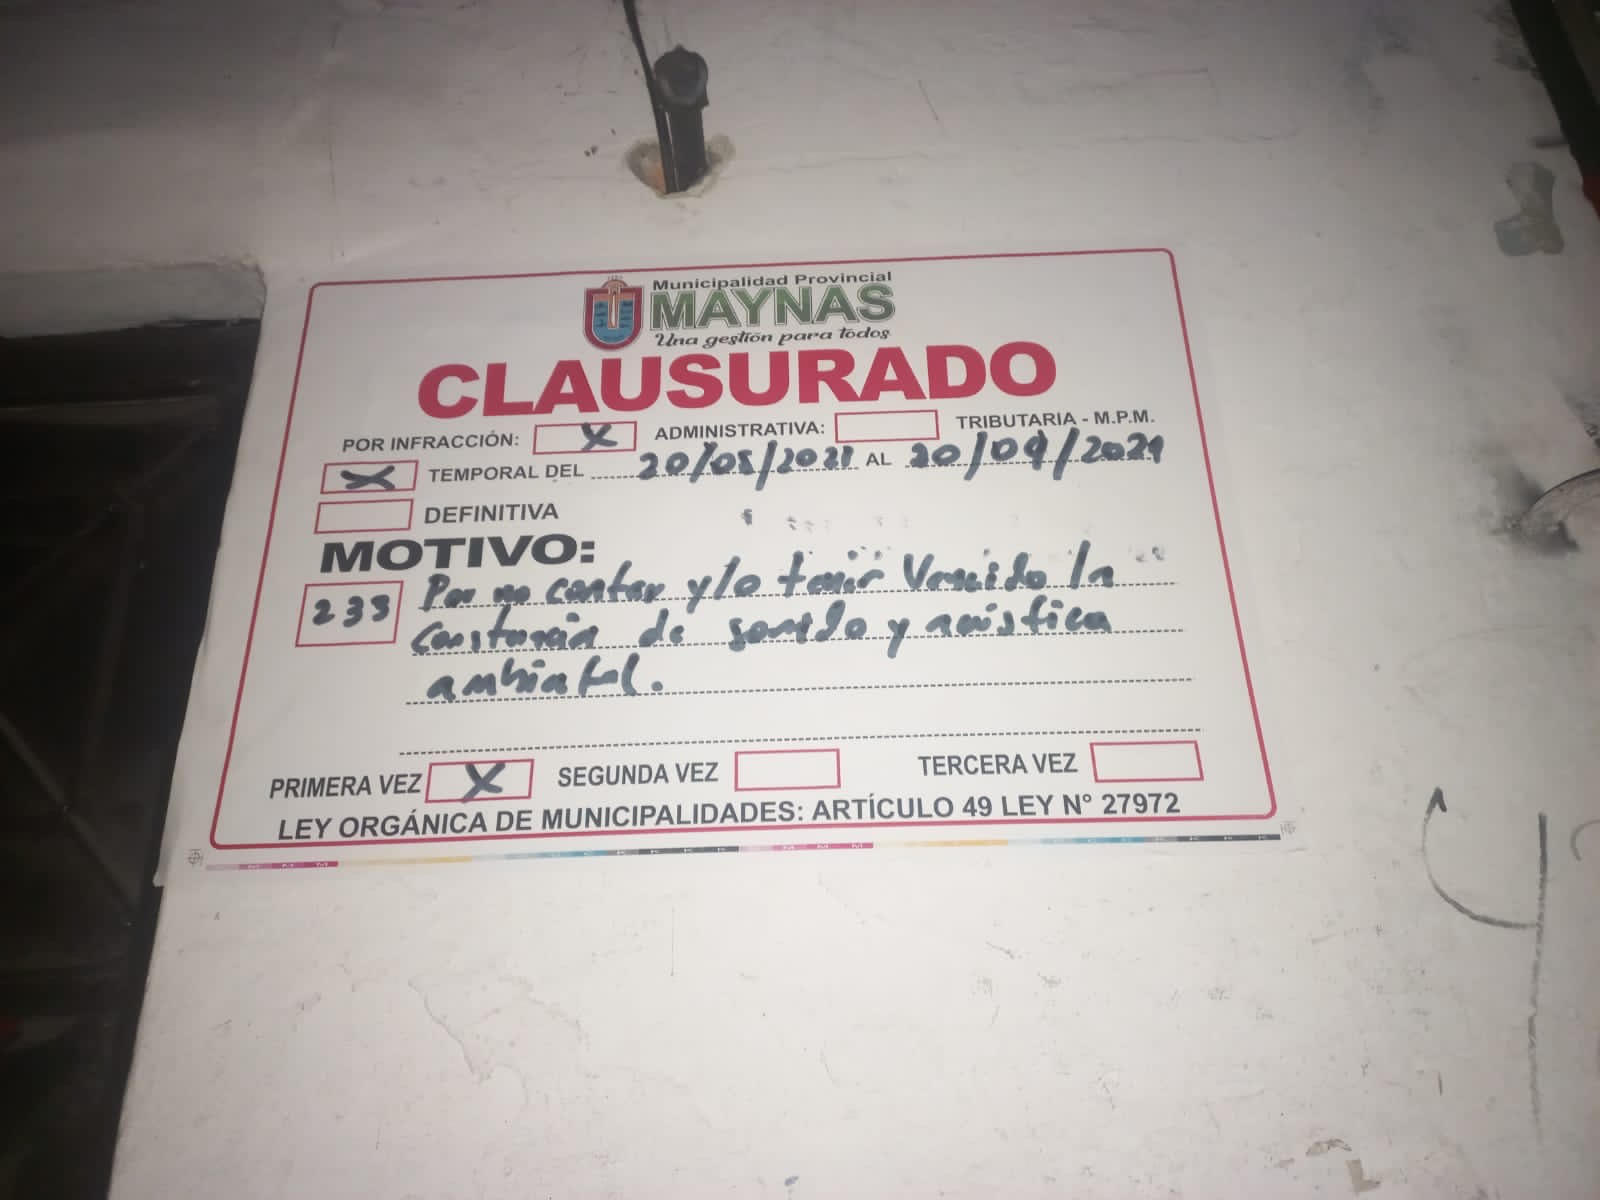 Municipalidad Provincial
MAYNAS
Una gestión para todos
CLAUSURADO
POR INFRACCIÓN: X ADMINISTRATIVA: TRIBUTARIA - M.P.M.
X TEMPORAL DEL 20/05/2021 AL 20/09/2021
DEFINITIVA
MOTIVO:
233 Por no contar y/o tenir Vencido la
Constancia de sonido y acústica
ambiental.
PRIMERA VEZ X SEGUNDA VEZ TERCERA VEZ
LEY ORGÁNICA DE MUNICIPALIDADES: ARTÍCULO 49 LEY N° 27972